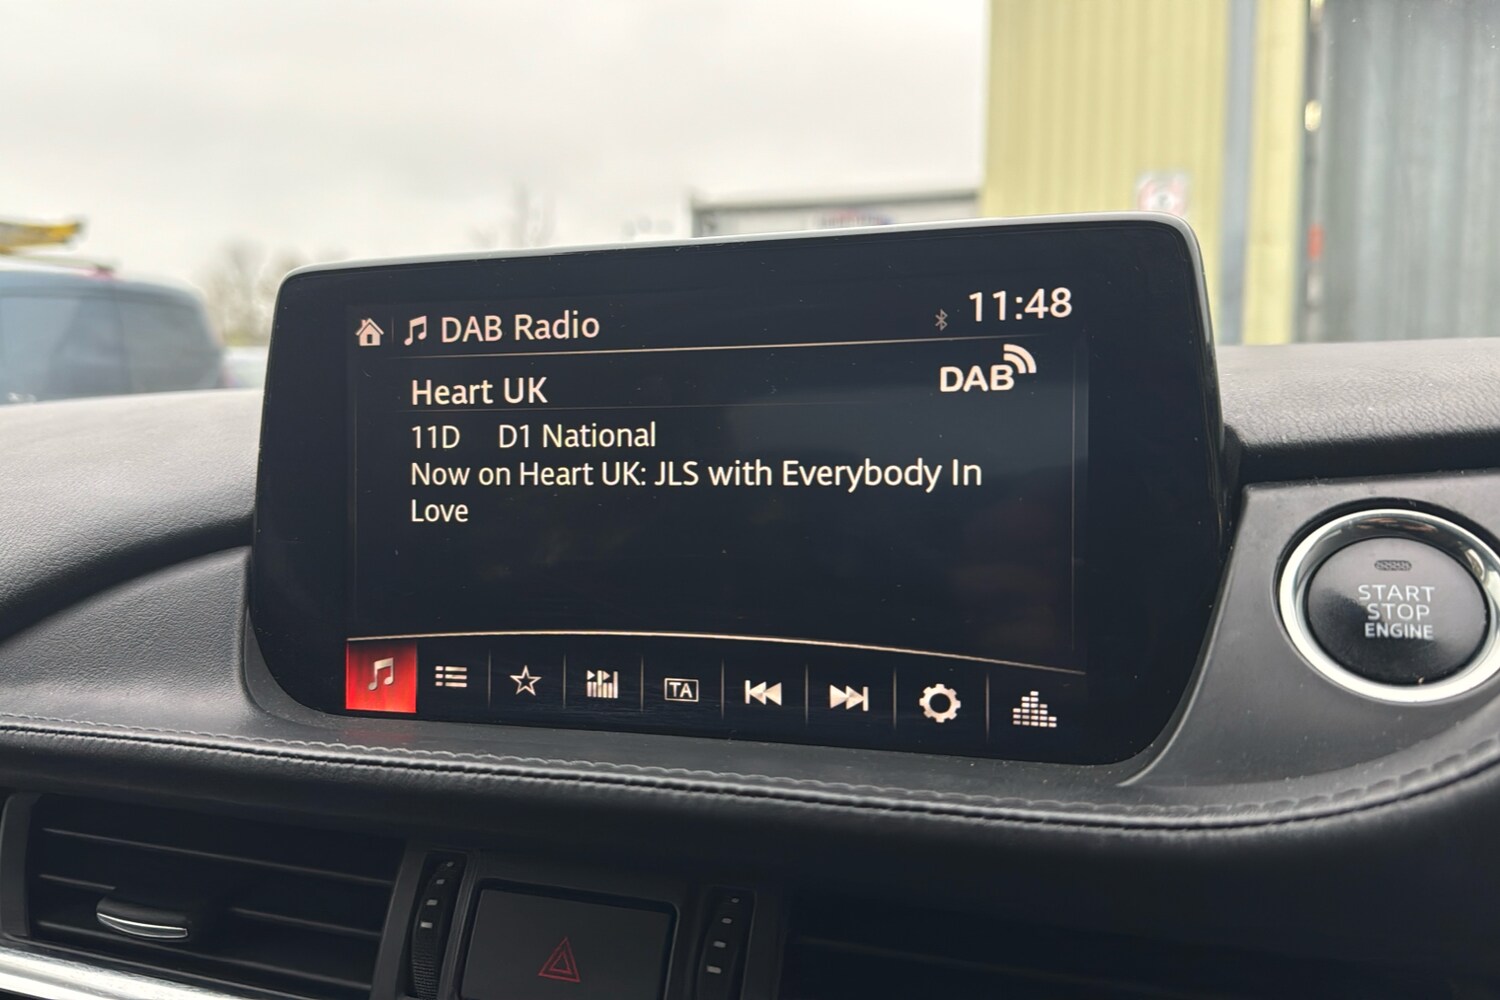 DAB Radio
11:48
Heart UK
DAB
11D D1 National
Now on Heart UK: JLS with Everybody In
Love
TA
START
STOP
ENGINE